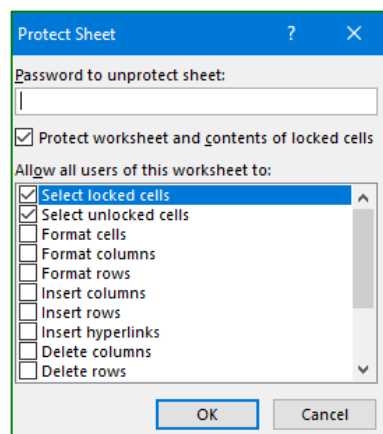 Protect Sheet ? ×
Password to unprotect sheet:
Protect worksheet and contents of locked cells
Allow all users of this worksheet to:
Select locked cells
Select unlocked cells
Format cells
Format columns
Format rows
Insert columns
Insert rows
Insert hyperlinks
Delete columns
Delete rows
OK Cancel